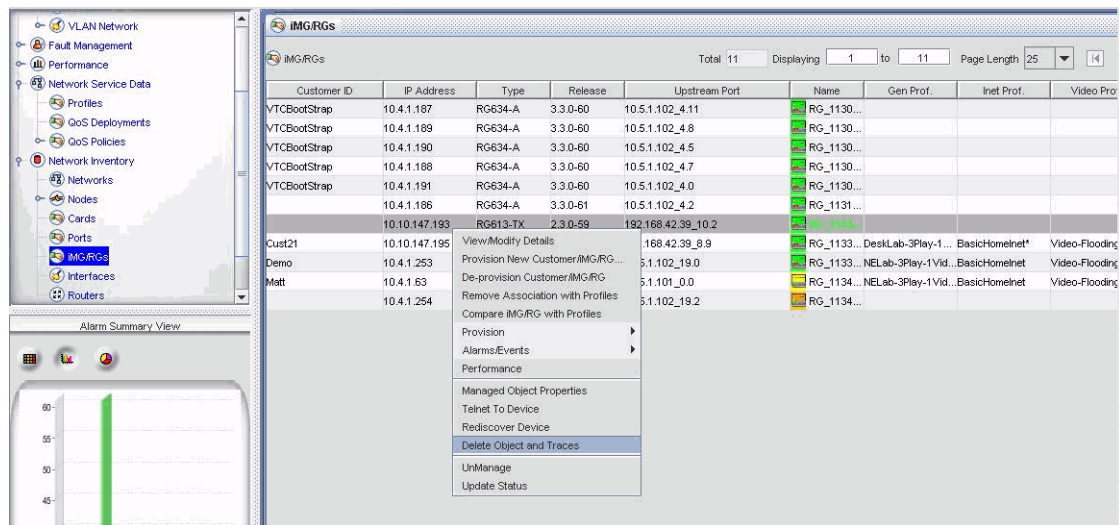 VLAN Network
Fault Management
Performance
Network Service Data
Profiles
QoS Deployments
QoS Policies
Network Inventory
Networks
Nodes
Cards
Ports
iMG/RGs
Interfaces
Routers
Alarm Summary View
60
55
50
45
iMG/RGs
iMG/RGs Total 11 Displaying 1 to 11 Page Length 25
Customer ID IP Address Type Release Upstream Port Name Gen Prof. Inet Prof. Video Pro
VTCBootStrap 10.4.1.187 RG634-A 3.3.0-60 10.5.1.102_4.11 RG_1130...
VTCBootStrap 10.4.1.189 RG634-A 3.3.0-60 10.5.1.102_4.8 RG_1130...
VTCBootStrap 10.4.1.190 RG634-A 3.3.0-60 10.5.1.102_4.5 RG_1130...
VTCBootStrap 10.4.1.188 RG634-A 3.3.0-60 10.5.1.102_4.7 RG_1130...
VTCBootStrap 10.4.1.191 RG634-A 3.3.0-60 10.5.1.102_4.0 RG_1130...
10.4.1.186 RG634-A 3.3.0-61 10.5.1.102_4.2 RG_1131...
10.10.147.193 RG613-TX 2.3.0-59 192.168.42.39_10.2
Cust21 10.10.147.195 .168.42.39_8.9 RG_1133... DeskLab-3Play-1... BasicHomeInet* Video-Flooding
Demo 10.4.1.253 5.1.102_19.0 RG_1133... NELab-3Play-1Vid... BasicHomeInet Video-Flooding
Matt 10.4.1.63 5.1.101_0.0 RG_1134... NELab-3Play-1Vid... BasicHomeInet Video-Flooding
10.4.1.254 5.1.102_19.2 RG_1134...
View/Modify Details
Provision New Customer/iMG/RG...
De-provision Customer/iMG/RG
Remove Association with Profiles
Compare iMG/RG with Profiles
Provision
Alarms/Events
Performance
Managed Object Properties
Telnet To Device
Rediscover Device
Delete Object and Traces
UnManage
Update Status